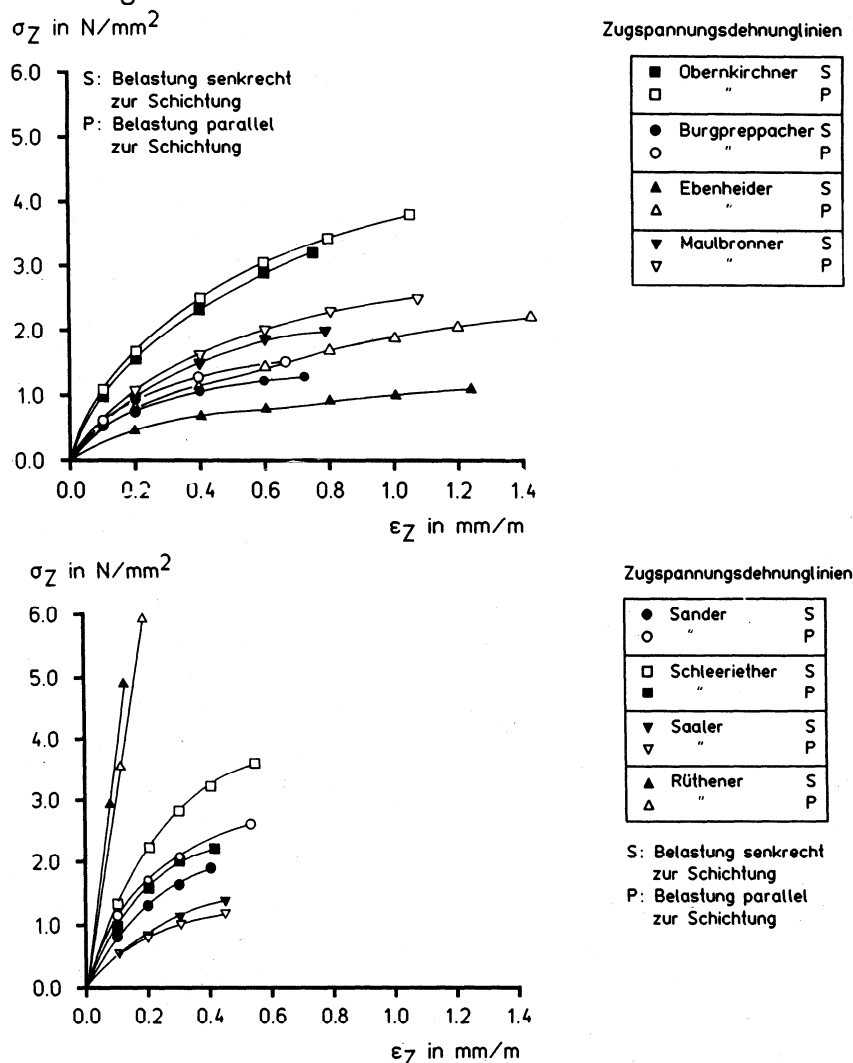 σZ in N/mm²
Zugspannungsdehnunglinien
6.0
5.0
4.0
3.0
2.0
1.0
0.0
S: Belastung senkrecht
zur Schichtung
P: Belastung parallel
zur Schichtung
Obernkirchner S
" P
Burgpreppacher S
" P
Ebenheider S
" P
Maulbronner S
" P
0.0 0.2 0.4 0.6 0.8 1.0 1.2 1.4
εZ in mm/m
σZ in N/mm²
Zugspannungsdehnunglinien
6.0
5.0
4.0
3.0
2.0
1.0
0.0
Sander S
" P
Schleeriether S
" P
Saaler S
" P
Rüthener S
" P
S: Belastung senkrecht
zur Schichtung
P: Belastung parallel
zur Schichtung
0.0 0.2 0.4 0.6 0.8 1.0 1.2 1.4
εZ in mm/m